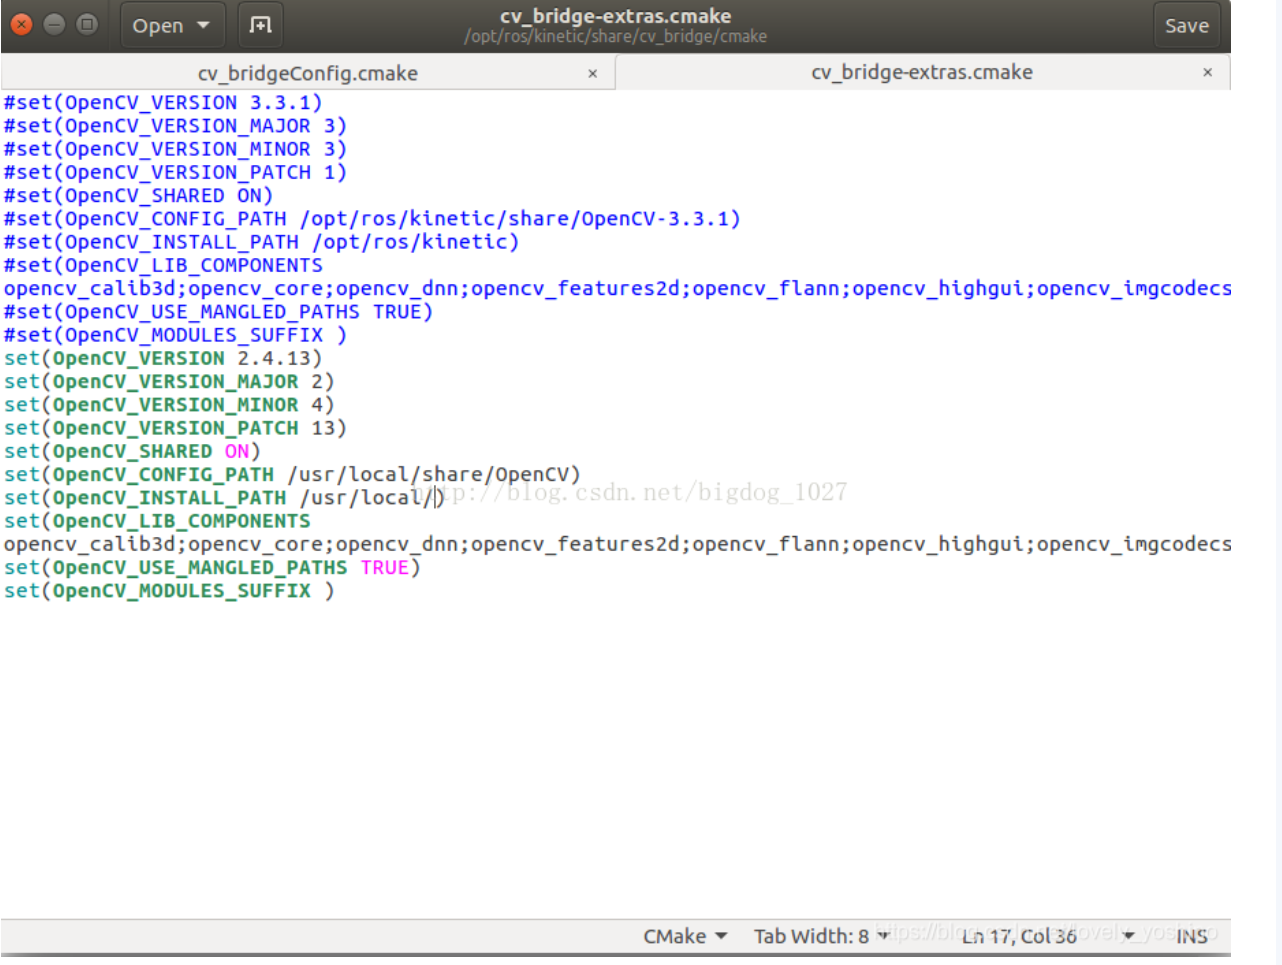 cv_bridge-extras.cmake
/opt/ros/kinetic/share/cv_bridge/cmake
Open
Save
cv_bridgeConfig.cmake ×
cv_bridge-extras.cmake ×
#set(OpenCV_VERSION 3.3.1)
#set(OpenCV_VERSION_MAJOR 3)
#set(OpenCV_VERSION_MINOR 3)
#set(OpenCV_VERSION_PATCH 1)
#set(OpenCV_SHARED ON)
#set(OpenCV_CONFIG_PATH /opt/ros/kinetic/share/OpenCV-3.3.1)
#set(OpenCV_INSTALL_PATH /opt/ros/kinetic)
#set(OpenCV_LIB_COMPONENTS
opencv_calib3d;opencv_core;opencv_dnn;opencv_features2d;opencv_flann;opencv_highgui;opencv_imgcodecs
#set(OpenCV_USE_MANGLED_PATHS TRUE)
#set(OpenCV_MODULES_SUFFIX )
set(OpenCV_VERSION 2.4.13)
set(OpenCV_VERSION_MAJOR 2)
set(OpenCV_VERSION_MINOR 4)
set(OpenCV_VERSION_PATCH 13)
set(OpenCV_SHARED ON)
set(OpenCV_CONFIG_PATH /usr/local/share/OpenCV)
set(OpenCV_INSTALL_PATH /usr/local/)
http://blog.csdn.net/bigdog_1027
set(OpenCV_LIB_COMPONENTS
opencv_calib3d;opencv_core;opencv_dnn;opencv_features2d;opencv_flann;opencv_highgui;opencv_imgcodecs
set(OpenCV_USE_MANGLED_PATHS TRUE)
set(OpenCV_MODULES_SUFFIX )
CMake Tab Width: 8 Ln 17, Col 36 INS